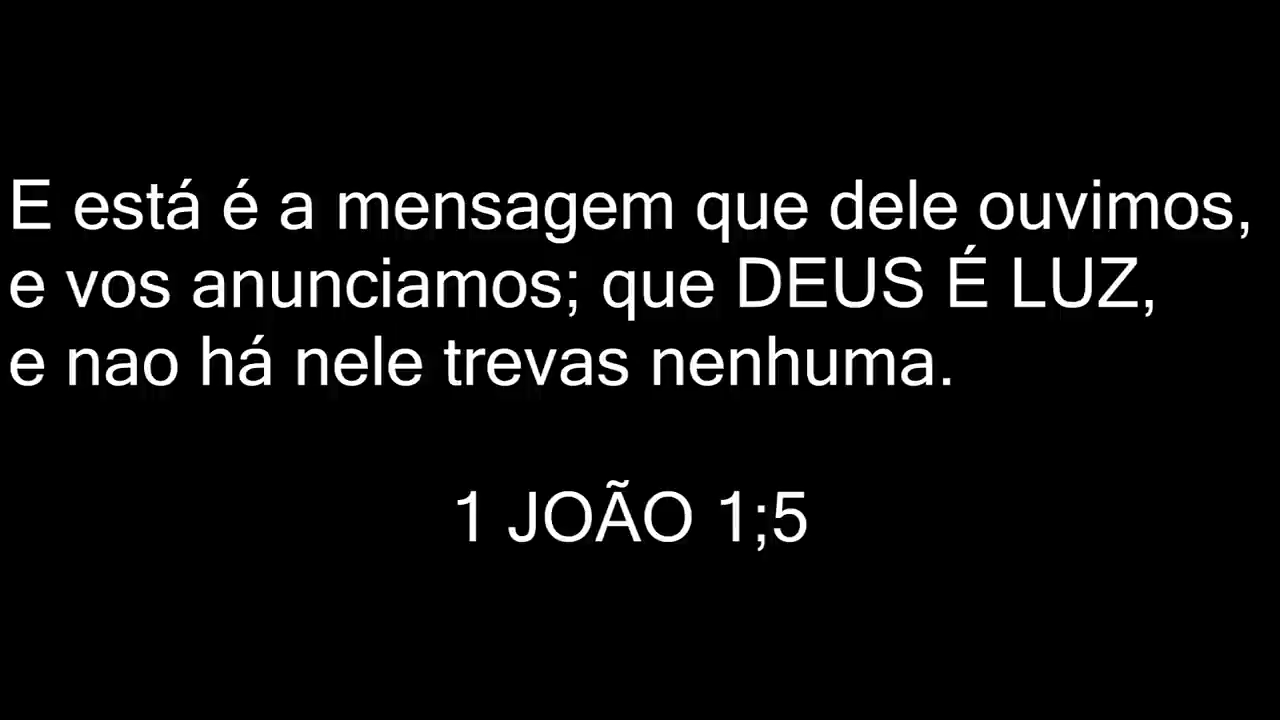 E está é a mensagem que dele ouvimos,
e vos anunciamos; que DEUS É LUZ,
e nao há nele trevas nenhuma.
1 JOÃO 1;5